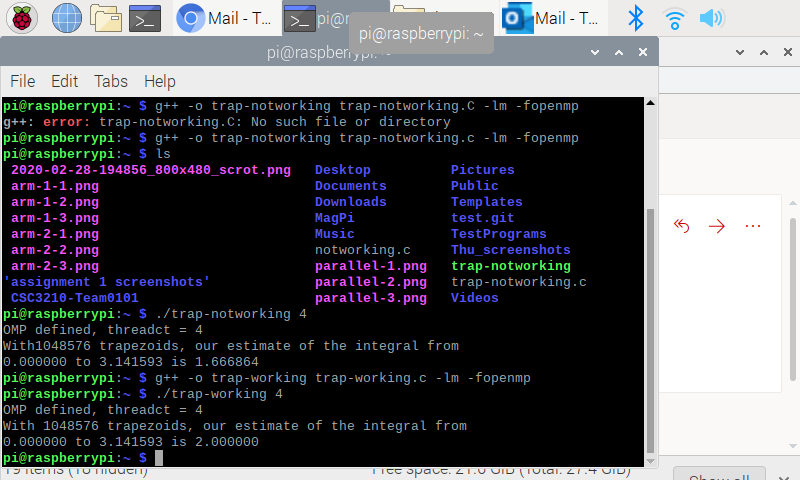 Mail - T...
pi@
Mail - T...
pi@raspberrypi: ~
pi@raspberrypi: ~
File Edit Tabs Help
pi@raspberrypi:~ $ g++ -o trap-notworking trap-notworking.C -lm -fopenmp
g++: error: trap-notworking.C: No such file or directory
pi@raspberrypi:~ $ g++ -o trap-notworking trap-notworking.c -lm -fopenmp
pi@raspberrypi:~ $ ls
2020-02-28-194856_800x480_scrot.png Desktop Pictures
arm-1-1.png Documents Public
arm-1-2.png Downloads Templates
arm-1-3.png MagPi test.git
arm-2-1.png Music TestPrograms
arm-2-2.png notworking.c Thu_screenshots
arm-2-3.png parallel-1.png trap-notworking
'assignment 1 screenshots' parallel-2.png trap-notworking.c
CSC3210-Team0101 parallel-3.png Videos
pi@raspberrypi:~ $ ./trap-notworking 4
OMP defined, threadct = 4
With1048576 trapezoids, our estimate of the integral from
0.000000 to 3.141593 is 1.666864
pi@raspberrypi:~ $ g++ -o trap-working trap-working.c -lm -fopenmp
pi@raspberrypi:~ $ ./trap-working 4
OMP defined, threadct = 4
With 1048576 trapezoids, our estimate of the integral from
0.000000 to 3.141593 is 2.000000
pi@raspberrypi:~ $
19 items (18 hidden) Free space: 21.6 GiB (Total: 27.4 GiB)
Show all